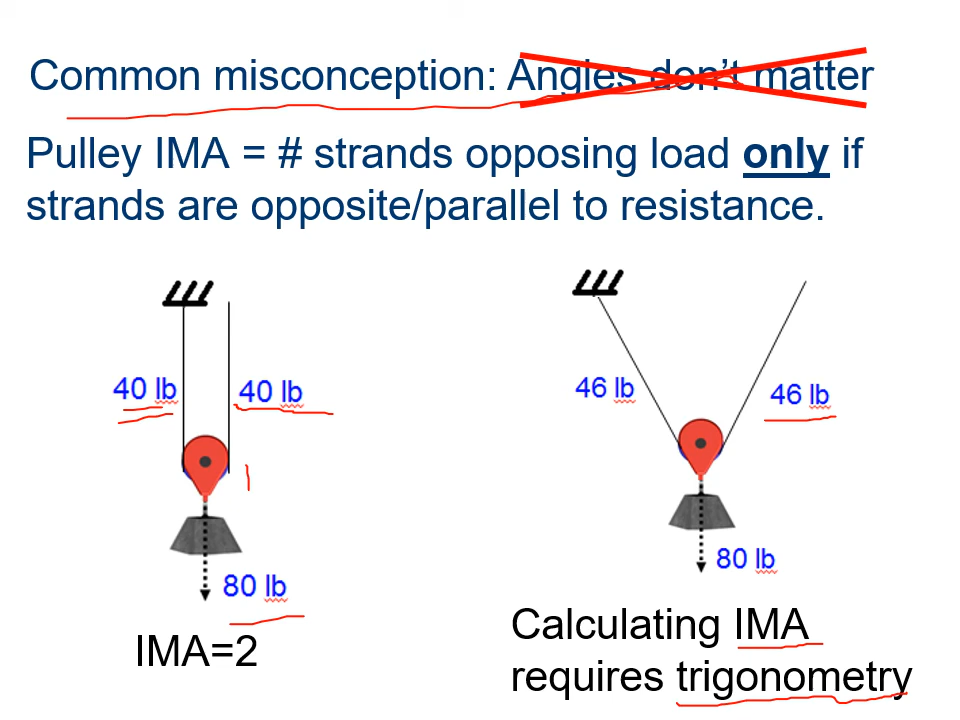 Common misconception: Angles don't matter
Pulley IMA = # strands opposing load only if
strands are opposite/parallel to resistance.
40 lb
40 lb
80 lb
IMA=2
46 lb
46 lb
80 lb
Calculating IMA
requires trigonometry